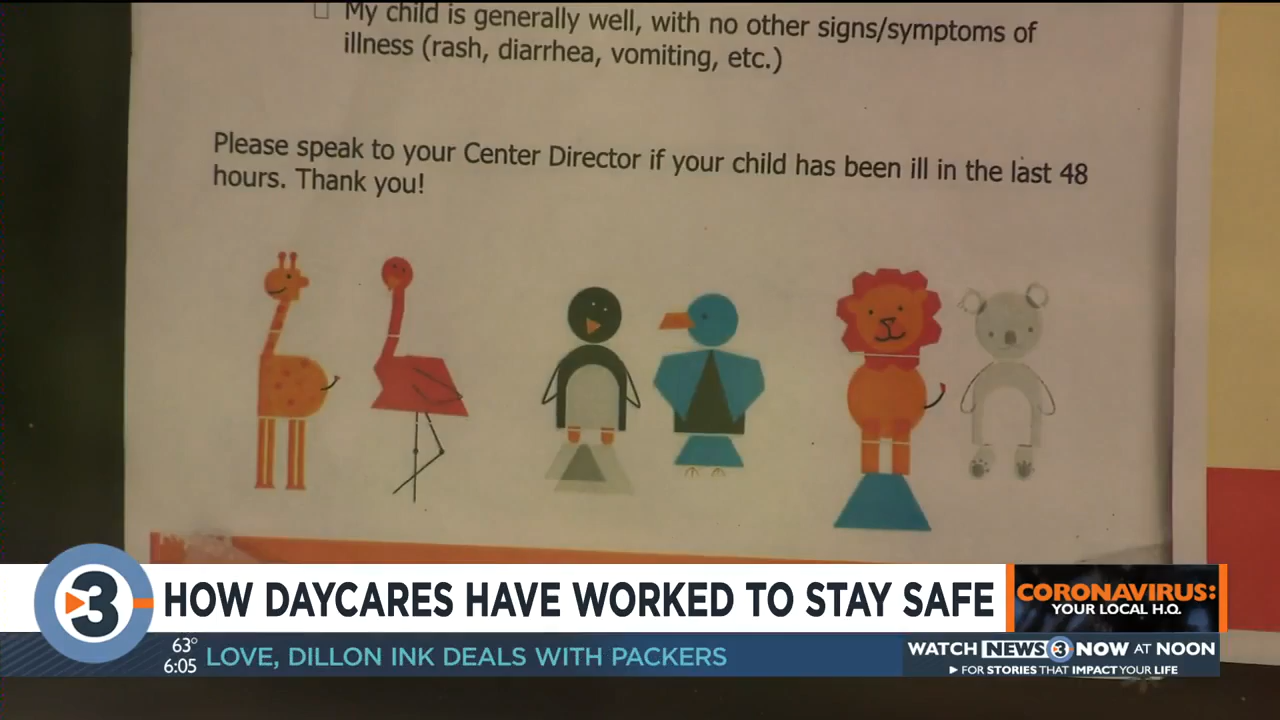 My child is generally well, with no other signs/symptoms of
illness (rash, diarrhea, vomiting, etc.)
Please speak to your Center Director if your child has been ill in the last 48
hours. Thank you!
3
HOW DAYCARES HAVE WORKED TO STAY SAFE
CORONAVIRUS:
YOUR LOCAL H.Q.
63°
6:05
LOVE, DILLON INK DEALS WITH PACKERS
WATCH NEWS 3 NOW AT NOON
FOR STORIES THAT IMPACT YOUR LIFE